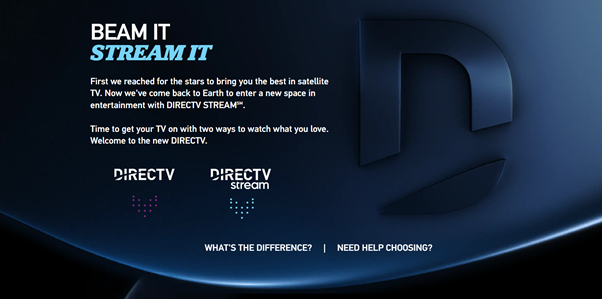 BEAM IT
STREAM IT
First we reached for the stars to bring you the best in satellite
TV. Now we've come back to Earth to enter a new space in
entertainment with DIRECTV STREAM℠.
Time to get your TV on with two ways to watch what you love.
Welcome to the new DIRECTV.
DIRECTV
DIRECTV
stream
WHAT'S THE DIFFERENCE? | NEED HELP CHOOSING?